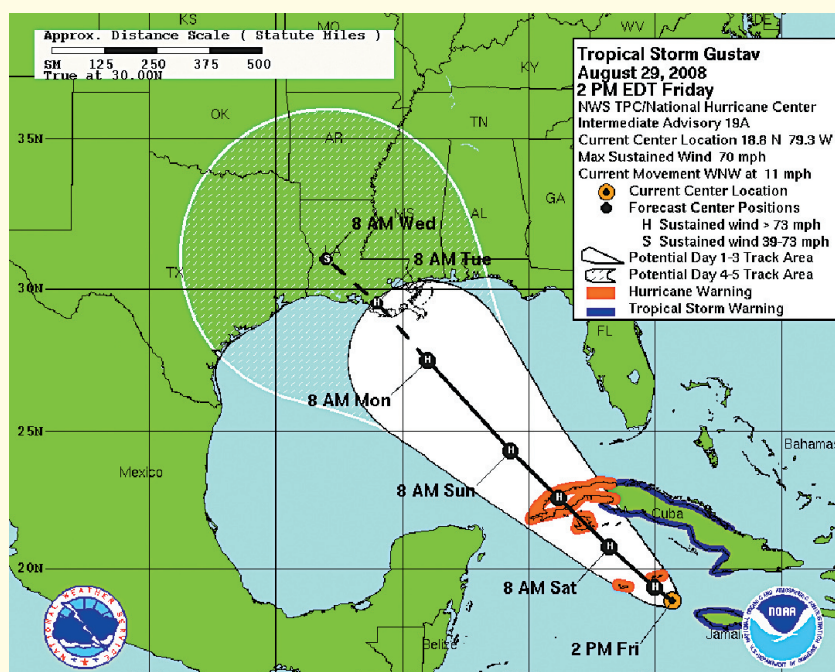 Approx. Distance Scale ( Statute Miles )
SM 125 250 375 500
True at 30.00N
Tropical Storm Gustav
August 29, 2008
2 PM EDT Friday
NWS TPC/National Hurricane Center
Intermediate Advisory 19A
Current Center Location 18.8 N 79.3 W
Max Sustained Wind 70 mph
Current Movement WNW at 11 mph
Current Center Location
Forecast Center Positions
H Sustained wind > 73 mph
S Sustained wind 39-73 mph
Potential Day 1-3 Track Area
Potential Day 4-5 Track Area
Hurricane Warning
Tropical Storm Warning
KS
MO
WV
DE
KY
OK
AR
TN
35N
MS
AL
GA
8 AM Wed
S
LA
8 AM Tue
TX
30N
H
FL
H
8 AM Mon
25N
Bahamas
H
Mexico
8 AM Sun
H
Cuba
H
20N
8 AM Sat
H
2 PM Fri
Jamai
Belize
NATIONAL WEATHER SERVICE
NOAA